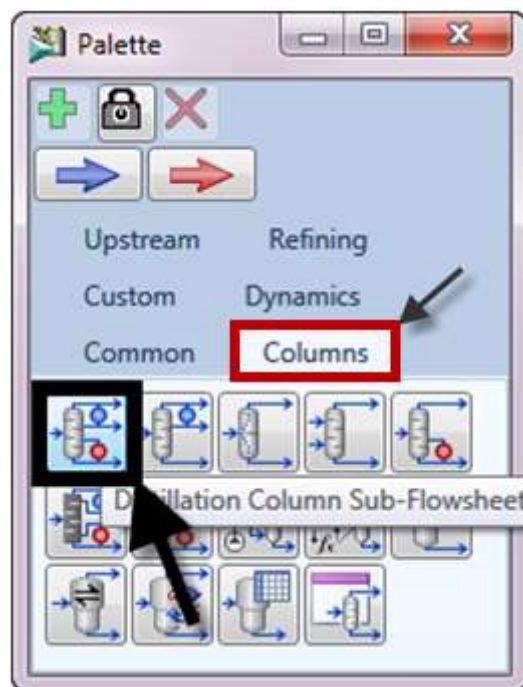 Palette
Upstream Refining
Custom Dynamics
Common Columns
Column Sub-Flowsheet